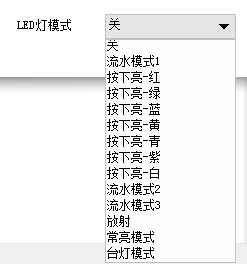 LED灯模式 关
关
流水模式1
按下亮-红
按下亮-绿
按下亮-蓝
按下亮-黄
按下亮-青
按下亮-紫
按下亮-白
流水模式2
流水模式3
放射
常亮模式
台灯模式